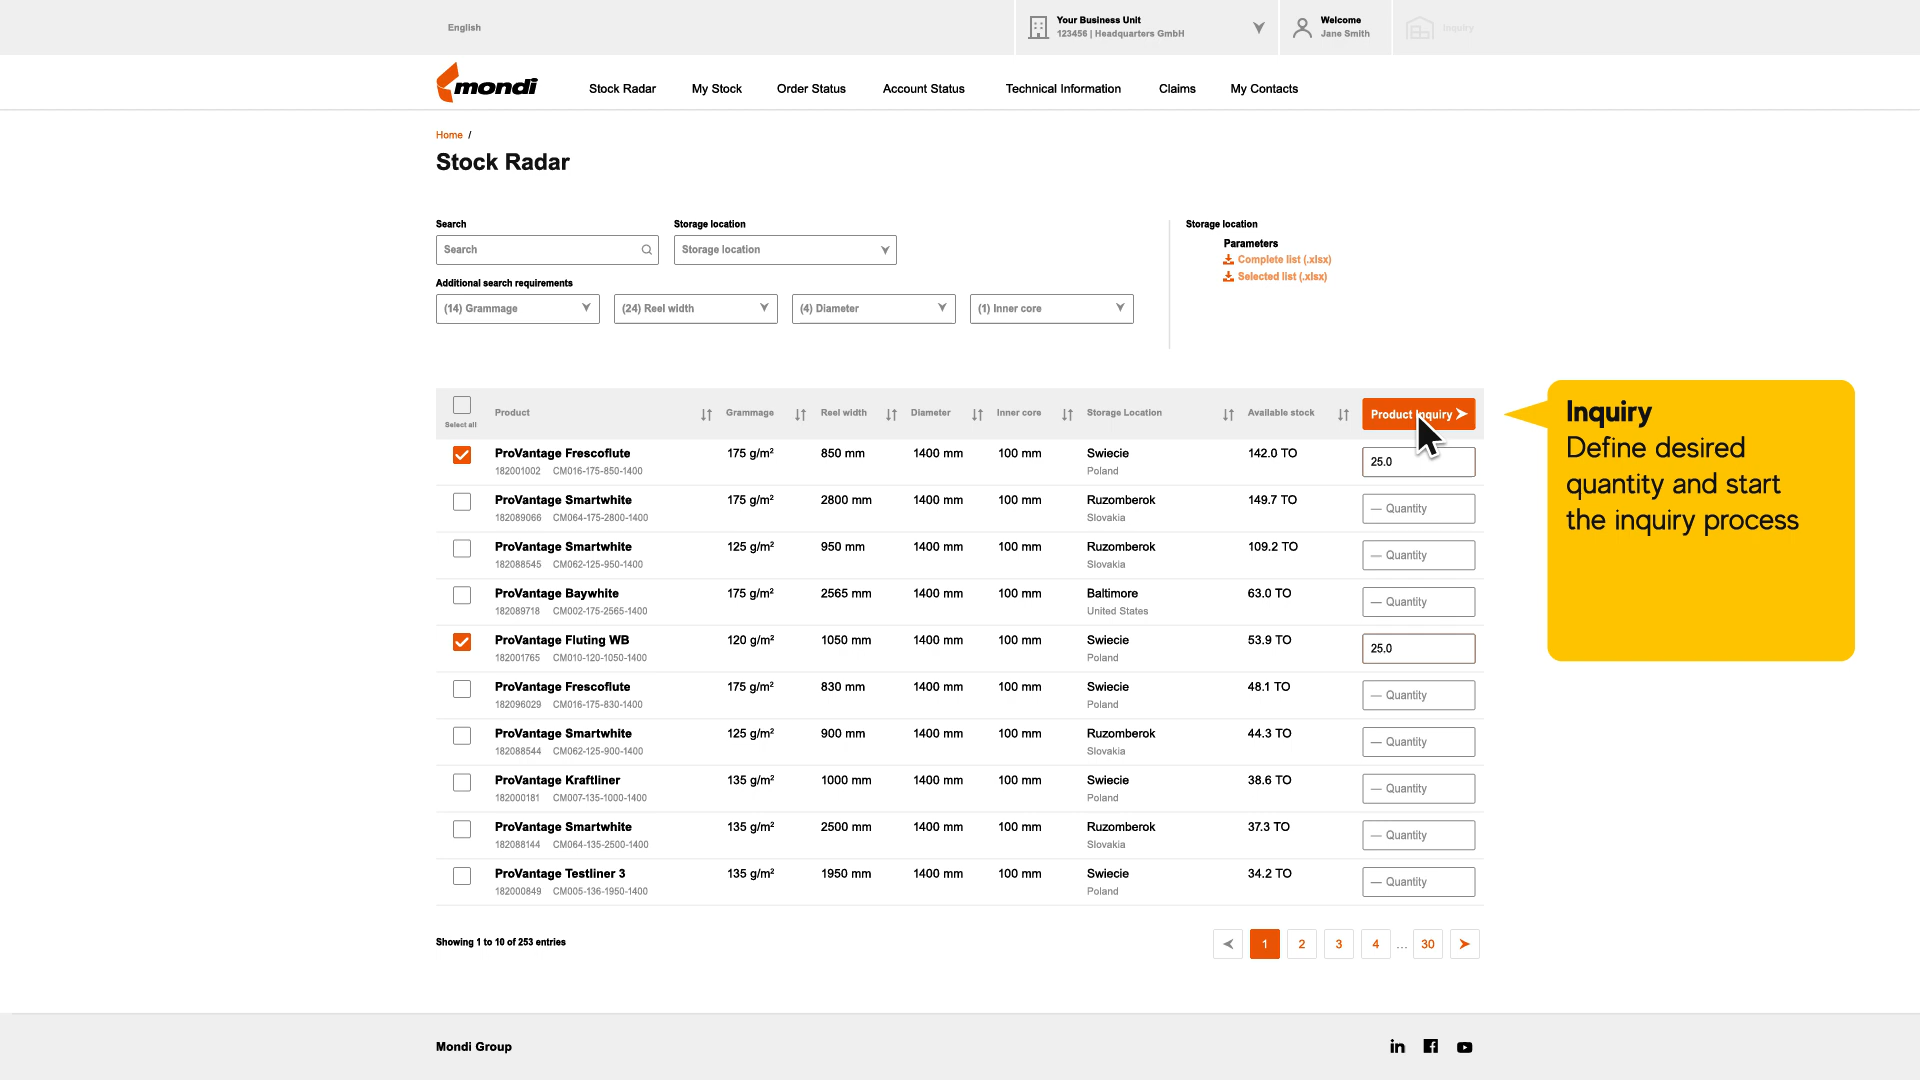 English
Your Business Unit
123456 | Headquarters GmbH
Welcome
Jane Smith
Inquiry
mondi
Stock Radar
My Stock
Order Status
Account Status
Technical Information
Claims
My Contacts
Home /
Stock Radar
Search
Storage location
Search
Storage location
Additional search requirements
(14) Grammage
(24) Reel width
(4) Diameter
(1) Inner core
Storage location
Parameters
Complete list (.xlsx)
Selected list (.xlsx)
Select all
Product
Grammage
Reel width
Diameter
Inner core
Storage Location
Available stock
Product Inquiry
ProVantage Frescoflute 175 g/m² 850 mm 1400 mm 100 mm Swiecie 142.0 TO 25.0
182001002 CM016-175-850-1400 Poland
ProVantage Smartwhite 175 g/m² 2800 mm 1400 mm 100 mm Ruzomberok 149.7 TO — Quantity
182089066 CM064-175-2800-1400 Slovakia
ProVantage Smartwhite 125 g/m² 950 mm 1400 mm 100 mm Ruzomberok 109.2 TO — Quantity
182088545 CM062-125-950-1400 Slovakia
ProVantage Baywhite 175 g/m² 2565 mm 1400 mm 100 mm Baltimore 63.0 TO — Quantity
182089718 CM002-175-2565-1400 United States
ProVantage Fluting WB 120 g/m² 1050 mm 1400 mm 100 mm Swiecie 53.9 TO 25.0
182001765 CM010-120-1050-1400 Poland
ProVantage Frescoflute 175 g/m² 830 mm 1400 mm 100 mm Swiecie 48.1 TO — Quantity
182096029 CM016-175-830-1400 Poland
ProVantage Smartwhite 125 g/m² 900 mm 1400 mm 100 mm Ruzomberok 44.3 TO — Quantity
182088544 CM062-125-900-1400 Slovakia
ProVantage Kraftliner 135 g/m² 1000 mm 1400 mm 100 mm Swiecie 38.6 TO — Quantity
182000181 CM007-135-1000-1400 Poland
ProVantage Smartwhite 135 g/m² 2500 mm 1400 mm 100 mm Ruzomberok 37.3 TO — Quantity
182088144 CM064-135-2500-1400 Slovakia
ProVantage Testliner 3 135 g/m² 1950 mm 1400 mm 100 mm Swiecie 34.2 TO — Quantity
182000849 CM005-136-1950-1400 Poland
Inquiry
Define desired
quantity and start
the inquiry process
Showing 1 to 10 of 253 entries
1 2 3 4 ... 30
Mondi Group